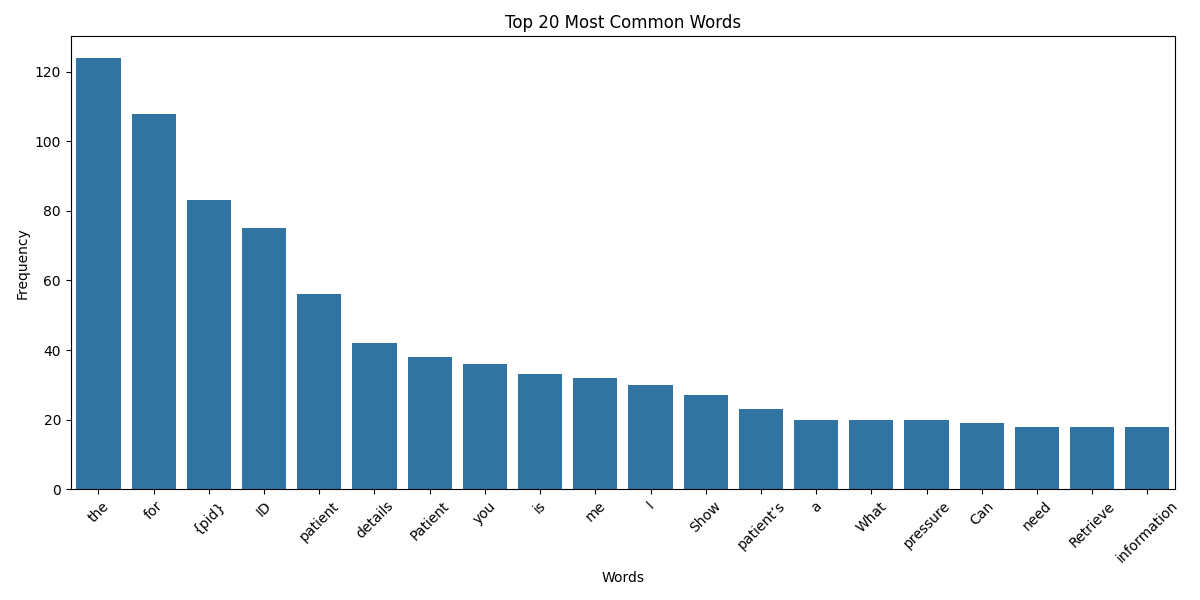 Top 20 Most Common Words
Frequency
120
100
80
60
40
20
0
the for {pid} ID patient details Patient you is me I Show patient's a What pressure Can need Retrieve information
Words